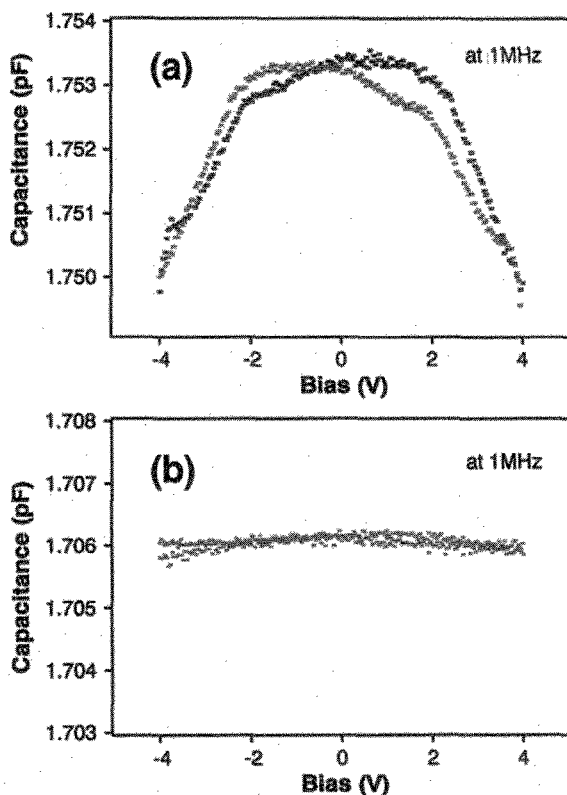 1.754
(a)
at 1MHz
1.753
1.752
1.751
1.750
Capacitance (pF)
-4 -2 0 2 4
Bias (V)
1.708
(b)
at 1MHz
1.707
1.706
1.705
1.704
1.703
Capacitance (pF)
-4 -2 0 2 4
Bias (V)